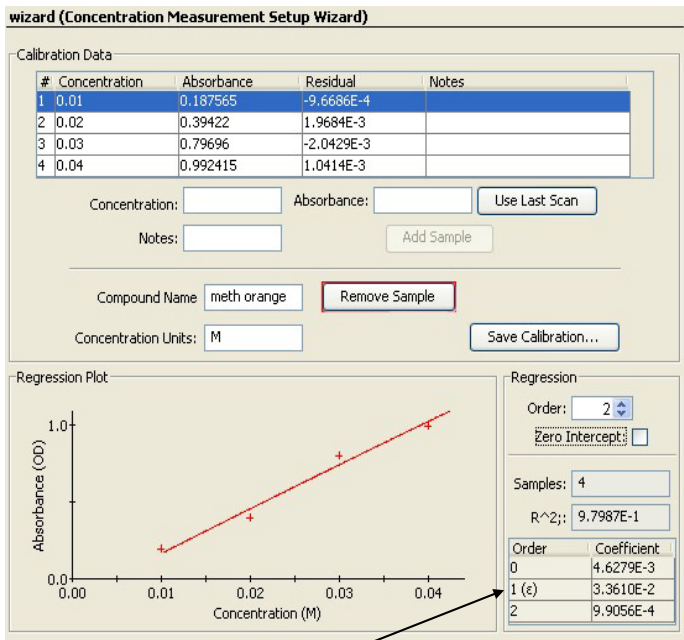 wizard (Concentration Measurement Setup Wizard)
Calibration Data
# Concentration Absorbance Residual Notes
1 0.01 0.187565 -9.6686E-4
2 0.02 0.39422 1.9684E-3
3 0.03 0.79696 -2.0429E-3
4 0.04 0.992415 1.0414E-3
Concentration: Absorbance: Use Last Scan
Notes: Add Sample
Compound Name meth orange Remove Sample
Concentration Units: M Save Calibration...
Regression Plot
1.0
0.0
Absorbance (OD)
0.00 0.01 0.02 0.03 0.04
Concentration (M)
Regression
Order: 2
Zero Intercept:
Samples: 4
R^2;: 9.7987E-1
Order Coefficient
0 4.6279E-3
1 (ε) 3.3610E-2
2 9.9056E-4